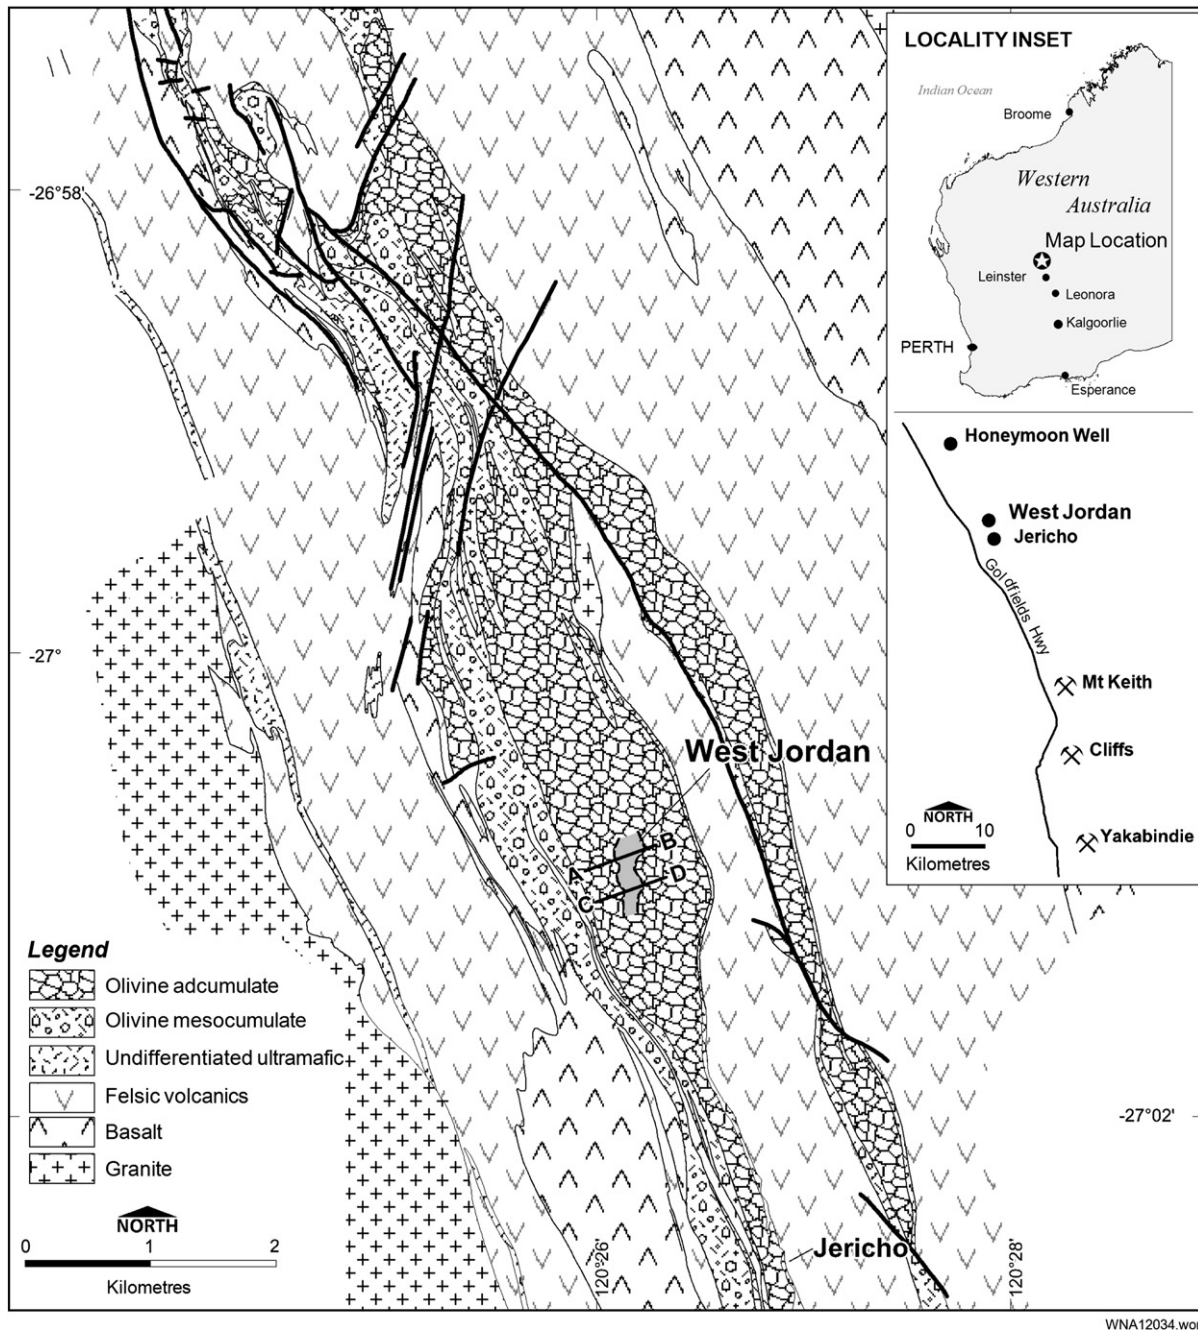 LOCALITY INSET
Indian Ocean
Broome
Western
Australia
Map Location
Leinster
Leonora
Kalgoorlie
PERTH
Esperance
Honeymoon Well
West Jordan
Jericho
Goldfields Hwy
Mt Keith
Cliffs
Yakabindie
NORTH
0 10
Kilometres
-26°58'
-27°
-27°02'
West Jordan
A B
C D
Jericho
120°26'
120°28'
Legend
Olivine adcumulate
Olivine mesocumulate
Undifferentiated ultramafic
Felsic volcanics
Basalt
Granite
NORTH
0 1 2
Kilometres
WNA12034.wor